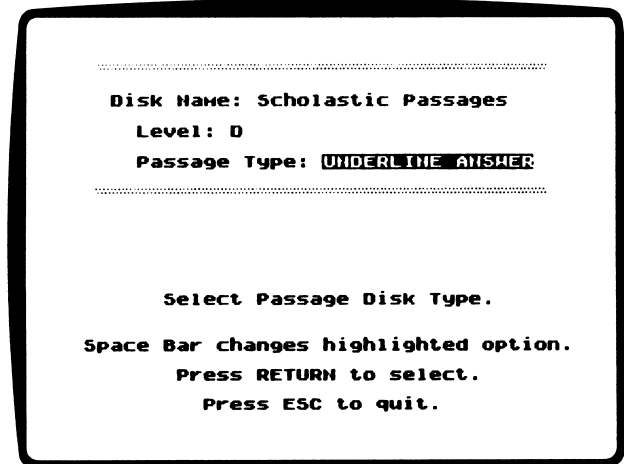 Disk Name: Scholastic Passages
Level: D
Passage Type: UNDERLINE ANSWER
Select Passage Disk Type.
Space Bar changes highlighted option.
Press RETURN to select.
Press ESC to quit.